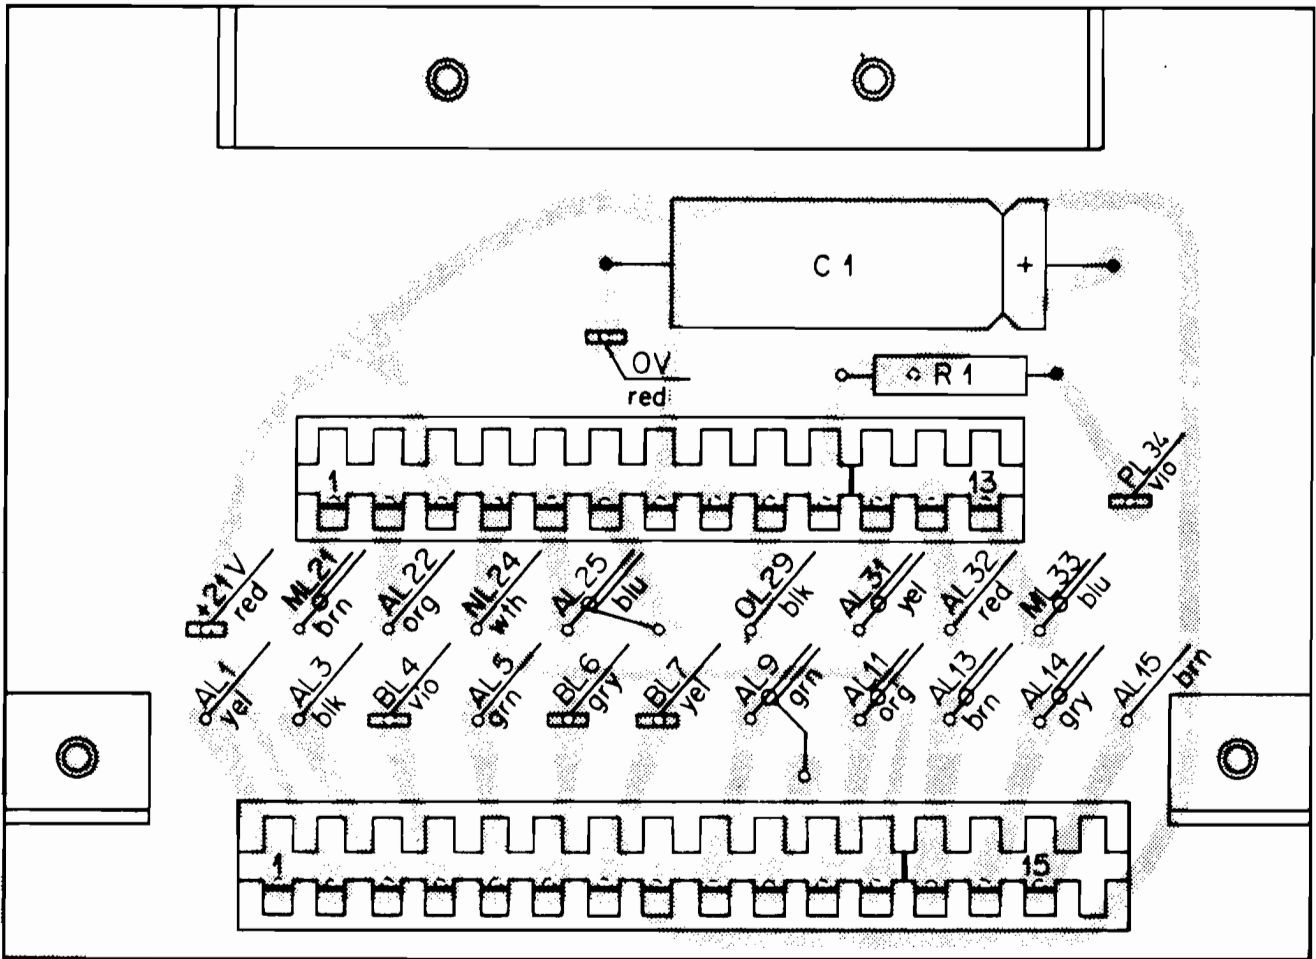 C 1
+
0V
red
R 1
1
13
PL34
vio
+21V
red
ML21
brn
AL22
org
NL24
wth
AL25
blu
OL29
blk
AL31
yel
AL32
red
ML33
blu
AL1
yel
AL3
blk
BL4
vio
AL5
grn
BL6
gry
BL7
yel
AL9
grn
AL11
org
AL13
brn
AL14
gry
AL15
brn
1
15